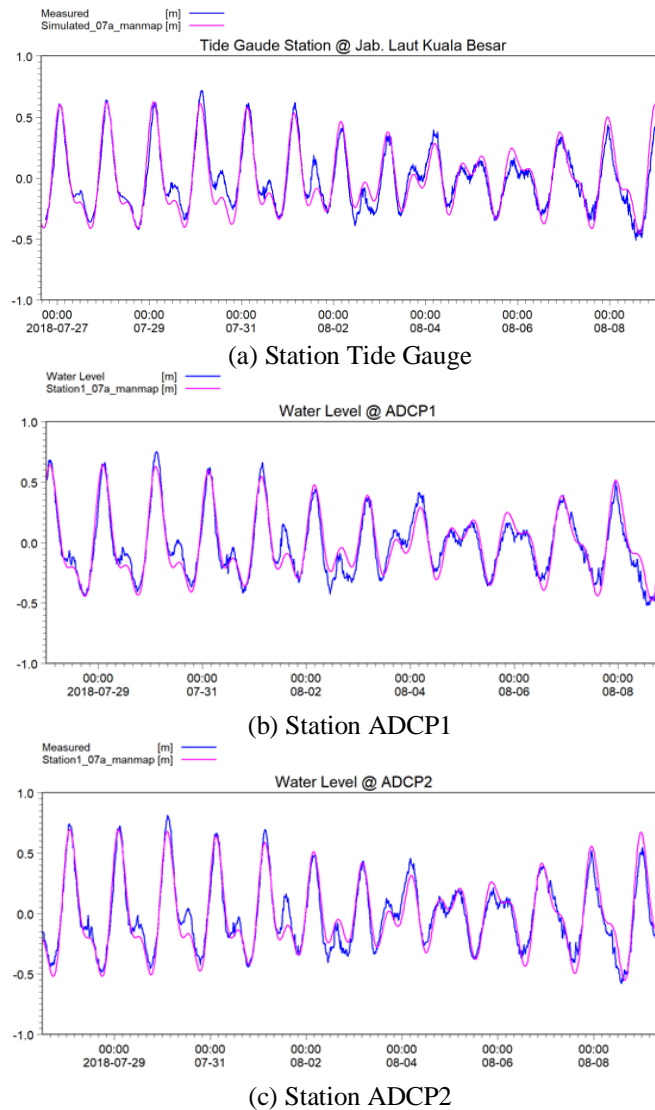 Measured [m]
Simulated_07a_manmap [m]
Tide Gaude Station @ Jab. Laut Kuala Besar
1.0
0.5
0.0
-0.5
-1.0
00:00 00:00 00:00 00:00 00:00 00:00 00:00
2018-07-27 07-29 07-31 08-02 08-04 08-06 08-08
(a) Station Tide Gauge
Water Level [m]
Station1_07a_manmap [m]
Water Level @ ADCP1
1.0
0.5
0.0
-0.5
-1.0
00:00 00:00 00:00 00:00 00:00 00:00
2018-07-29 07-31 08-02 08-04 08-06 08-08
(b) Station ADCP1
Measured [m]
Station1_07a_manmap [m]
Water Level @ ADCP2
1.0
0.5
0.0
-0.5
-1.0
00:00 00:00 00:00 00:00 00:00 00:00
2018-07-29 07-31 08-02 08-04 08-06 08-08
(c) Station ADCP2